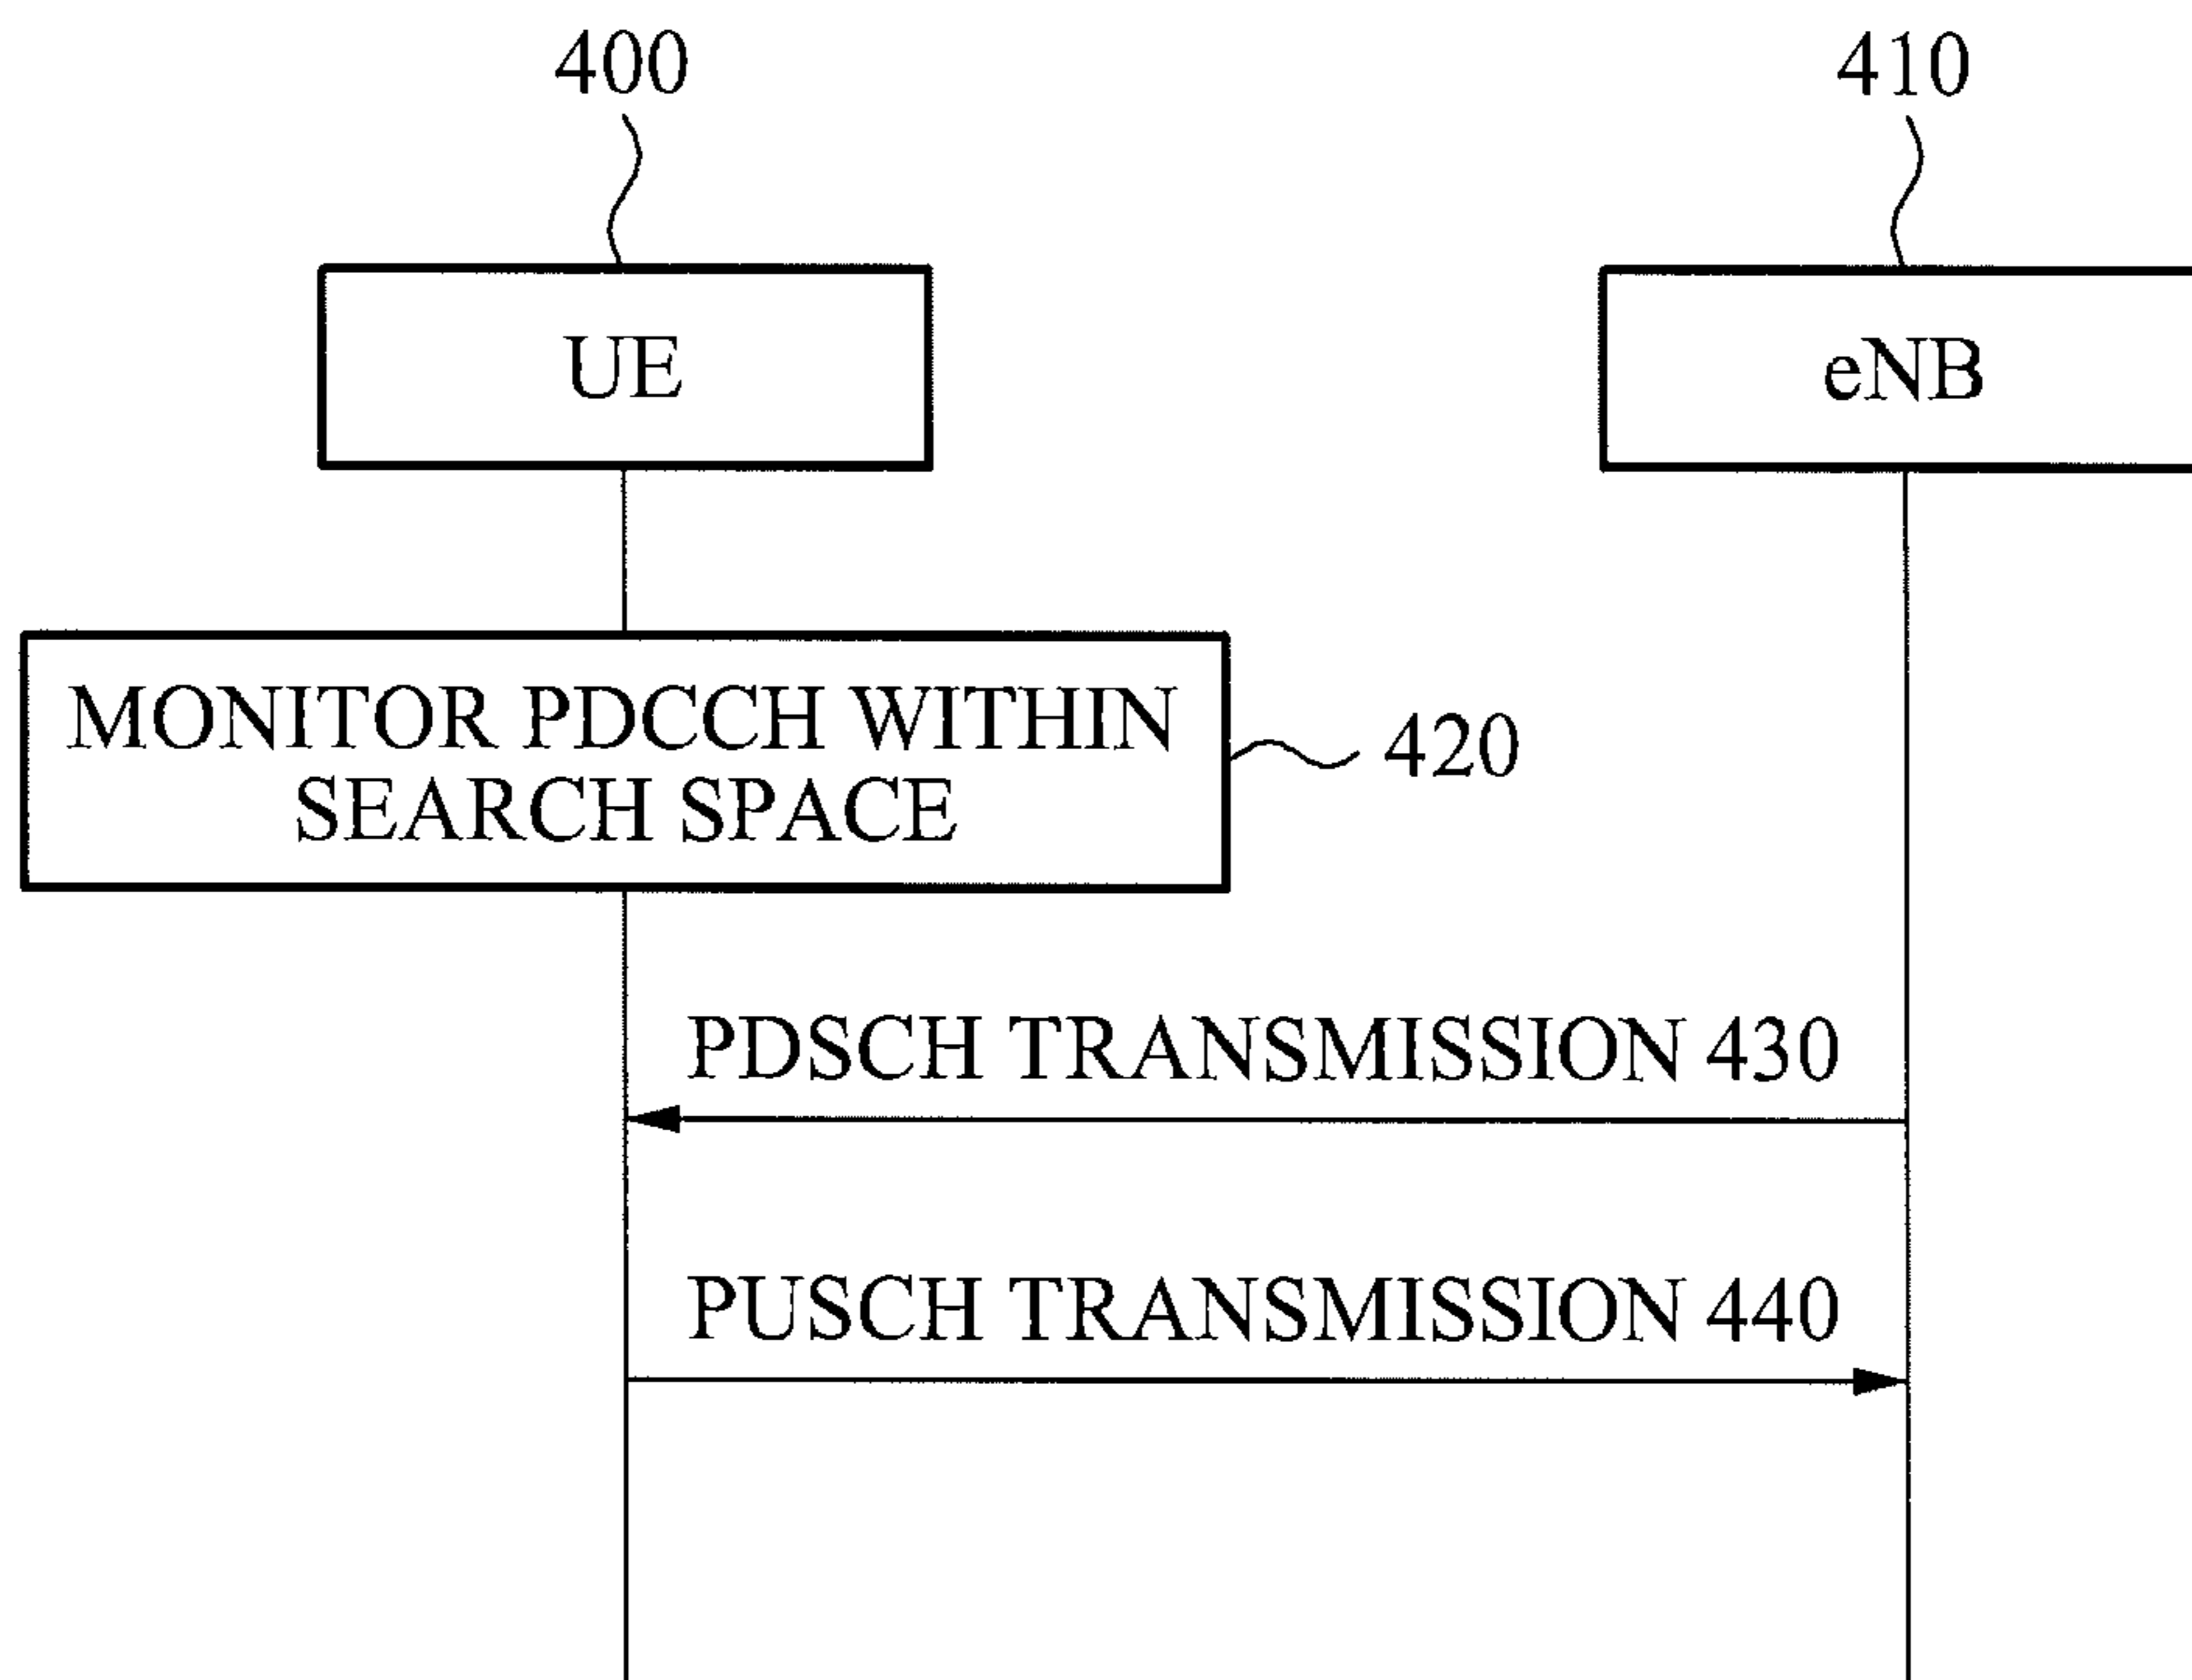 400
410
UE
eNB
MONITOR PDCCH WITHIN
SEARCH SPACE
420
PDSCH TRANSMISSION 430
PUSCH TRANSMISSION 440